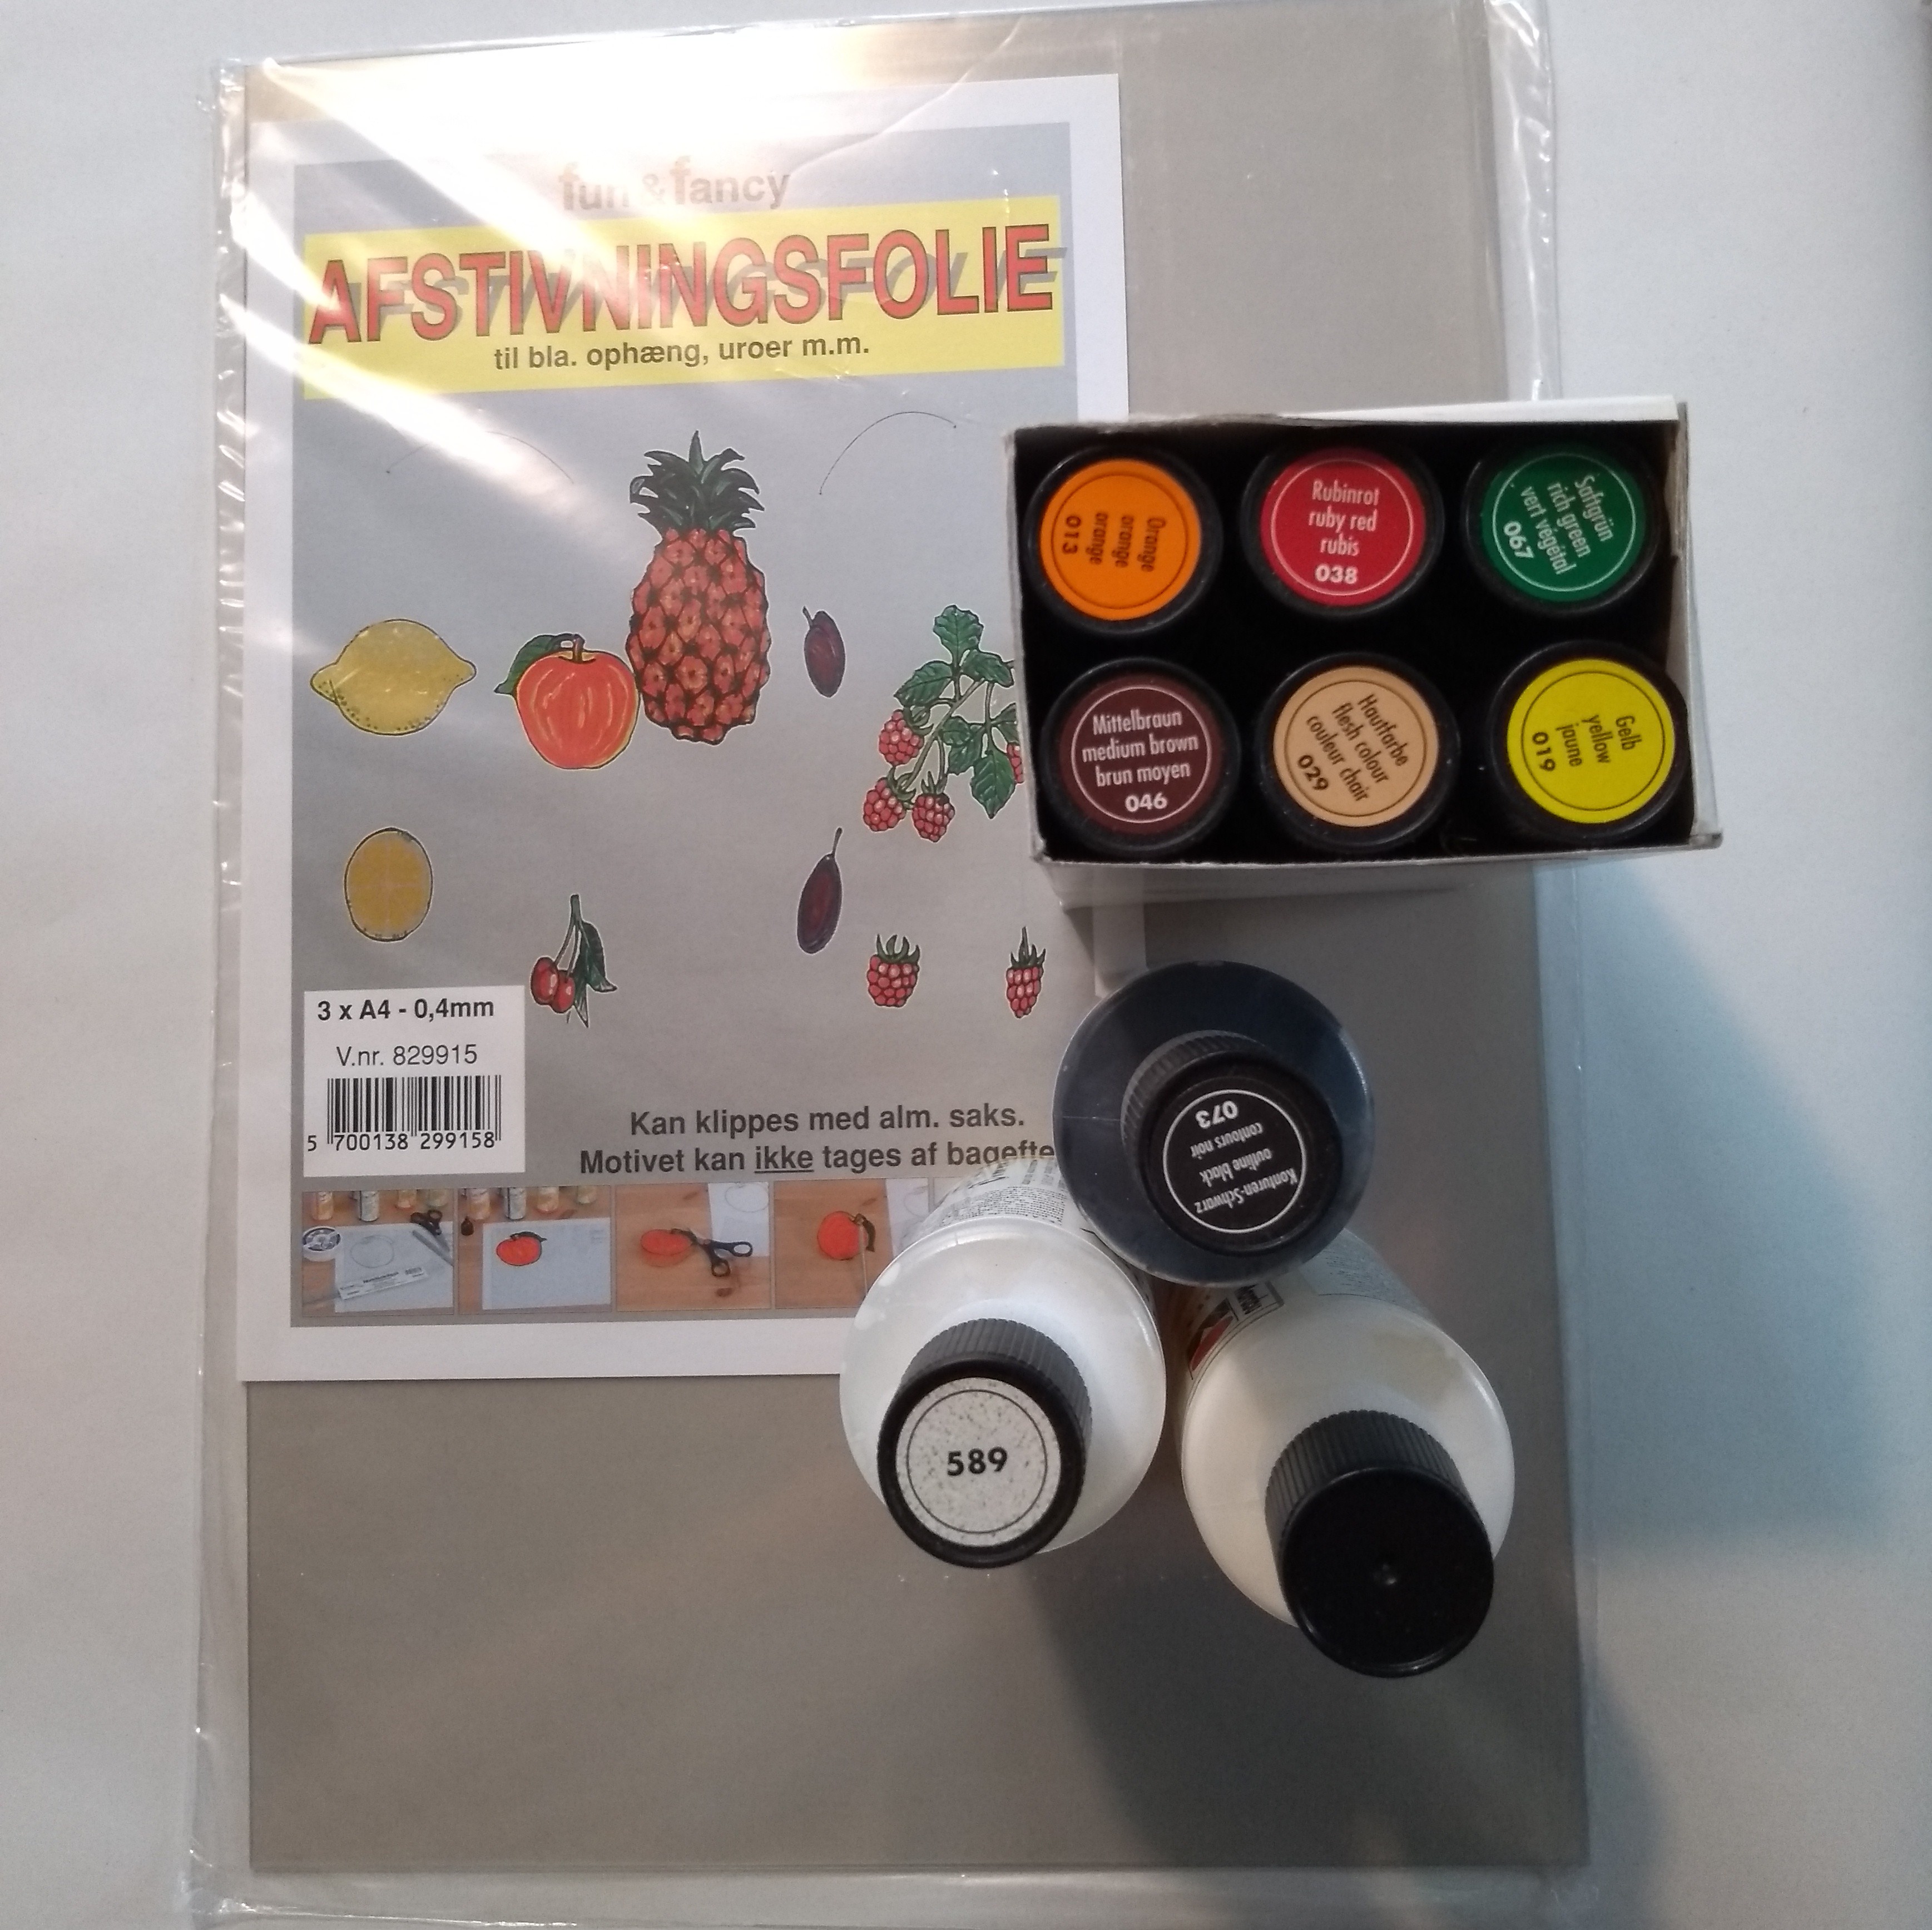 fun & fancy
AFSTIVNINGSFOLIE
til bla. ophæng, uroer m.m.
Orange
orange
orange
013
Rubinrot
ruby red
rubis
038
Saftgrün
rich green
vert végétal
067
Mittelbraun
medium brown
brun moyen
046
Hautfarbe
flesh colour
couleur chair
029
Gelb
yellow
jaune
019
3 x A4 - 0,4mm
V.nr. 829915
5 700138 299158
Kan klippes med alm. saks.
Motivet kan ikke tages af bagefte
Konturen-Schwarz
outline black
contours noir
073
589